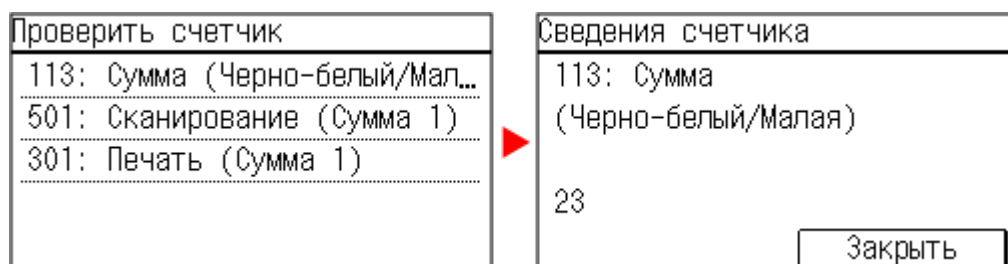 Проверить счетчик
113: Сумма (Черно-белый/Мал…
501: Сканирование (Сумма 1)
301: Печать (Сумма 1)
Сведения счетчика
113: Сумма
(Черно-белый/Малая)
23
Закрыть